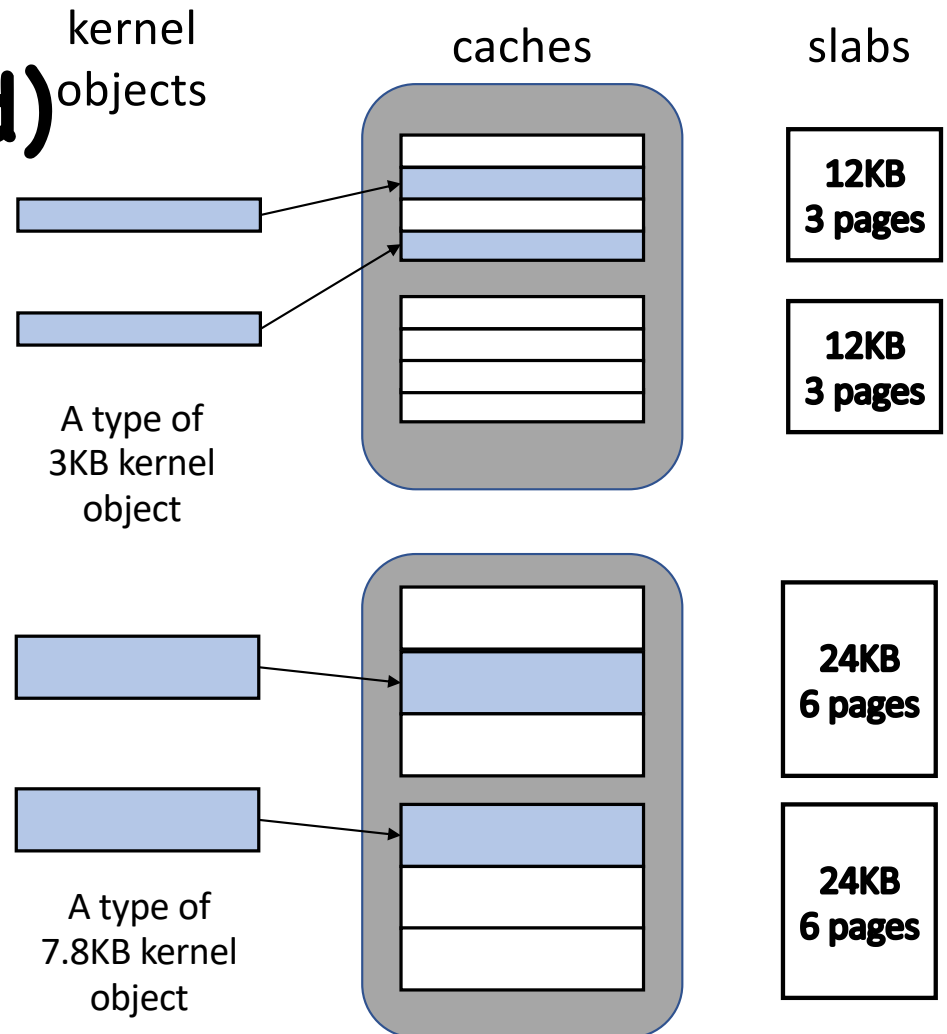 kernel
objects
caches
slabs
d)
12KB
3 pages
12KB
3 pages
A type of
3KB kernel
object
24KB
6 pages
24KB
6 pages
A type of
7.8KB kernel
object